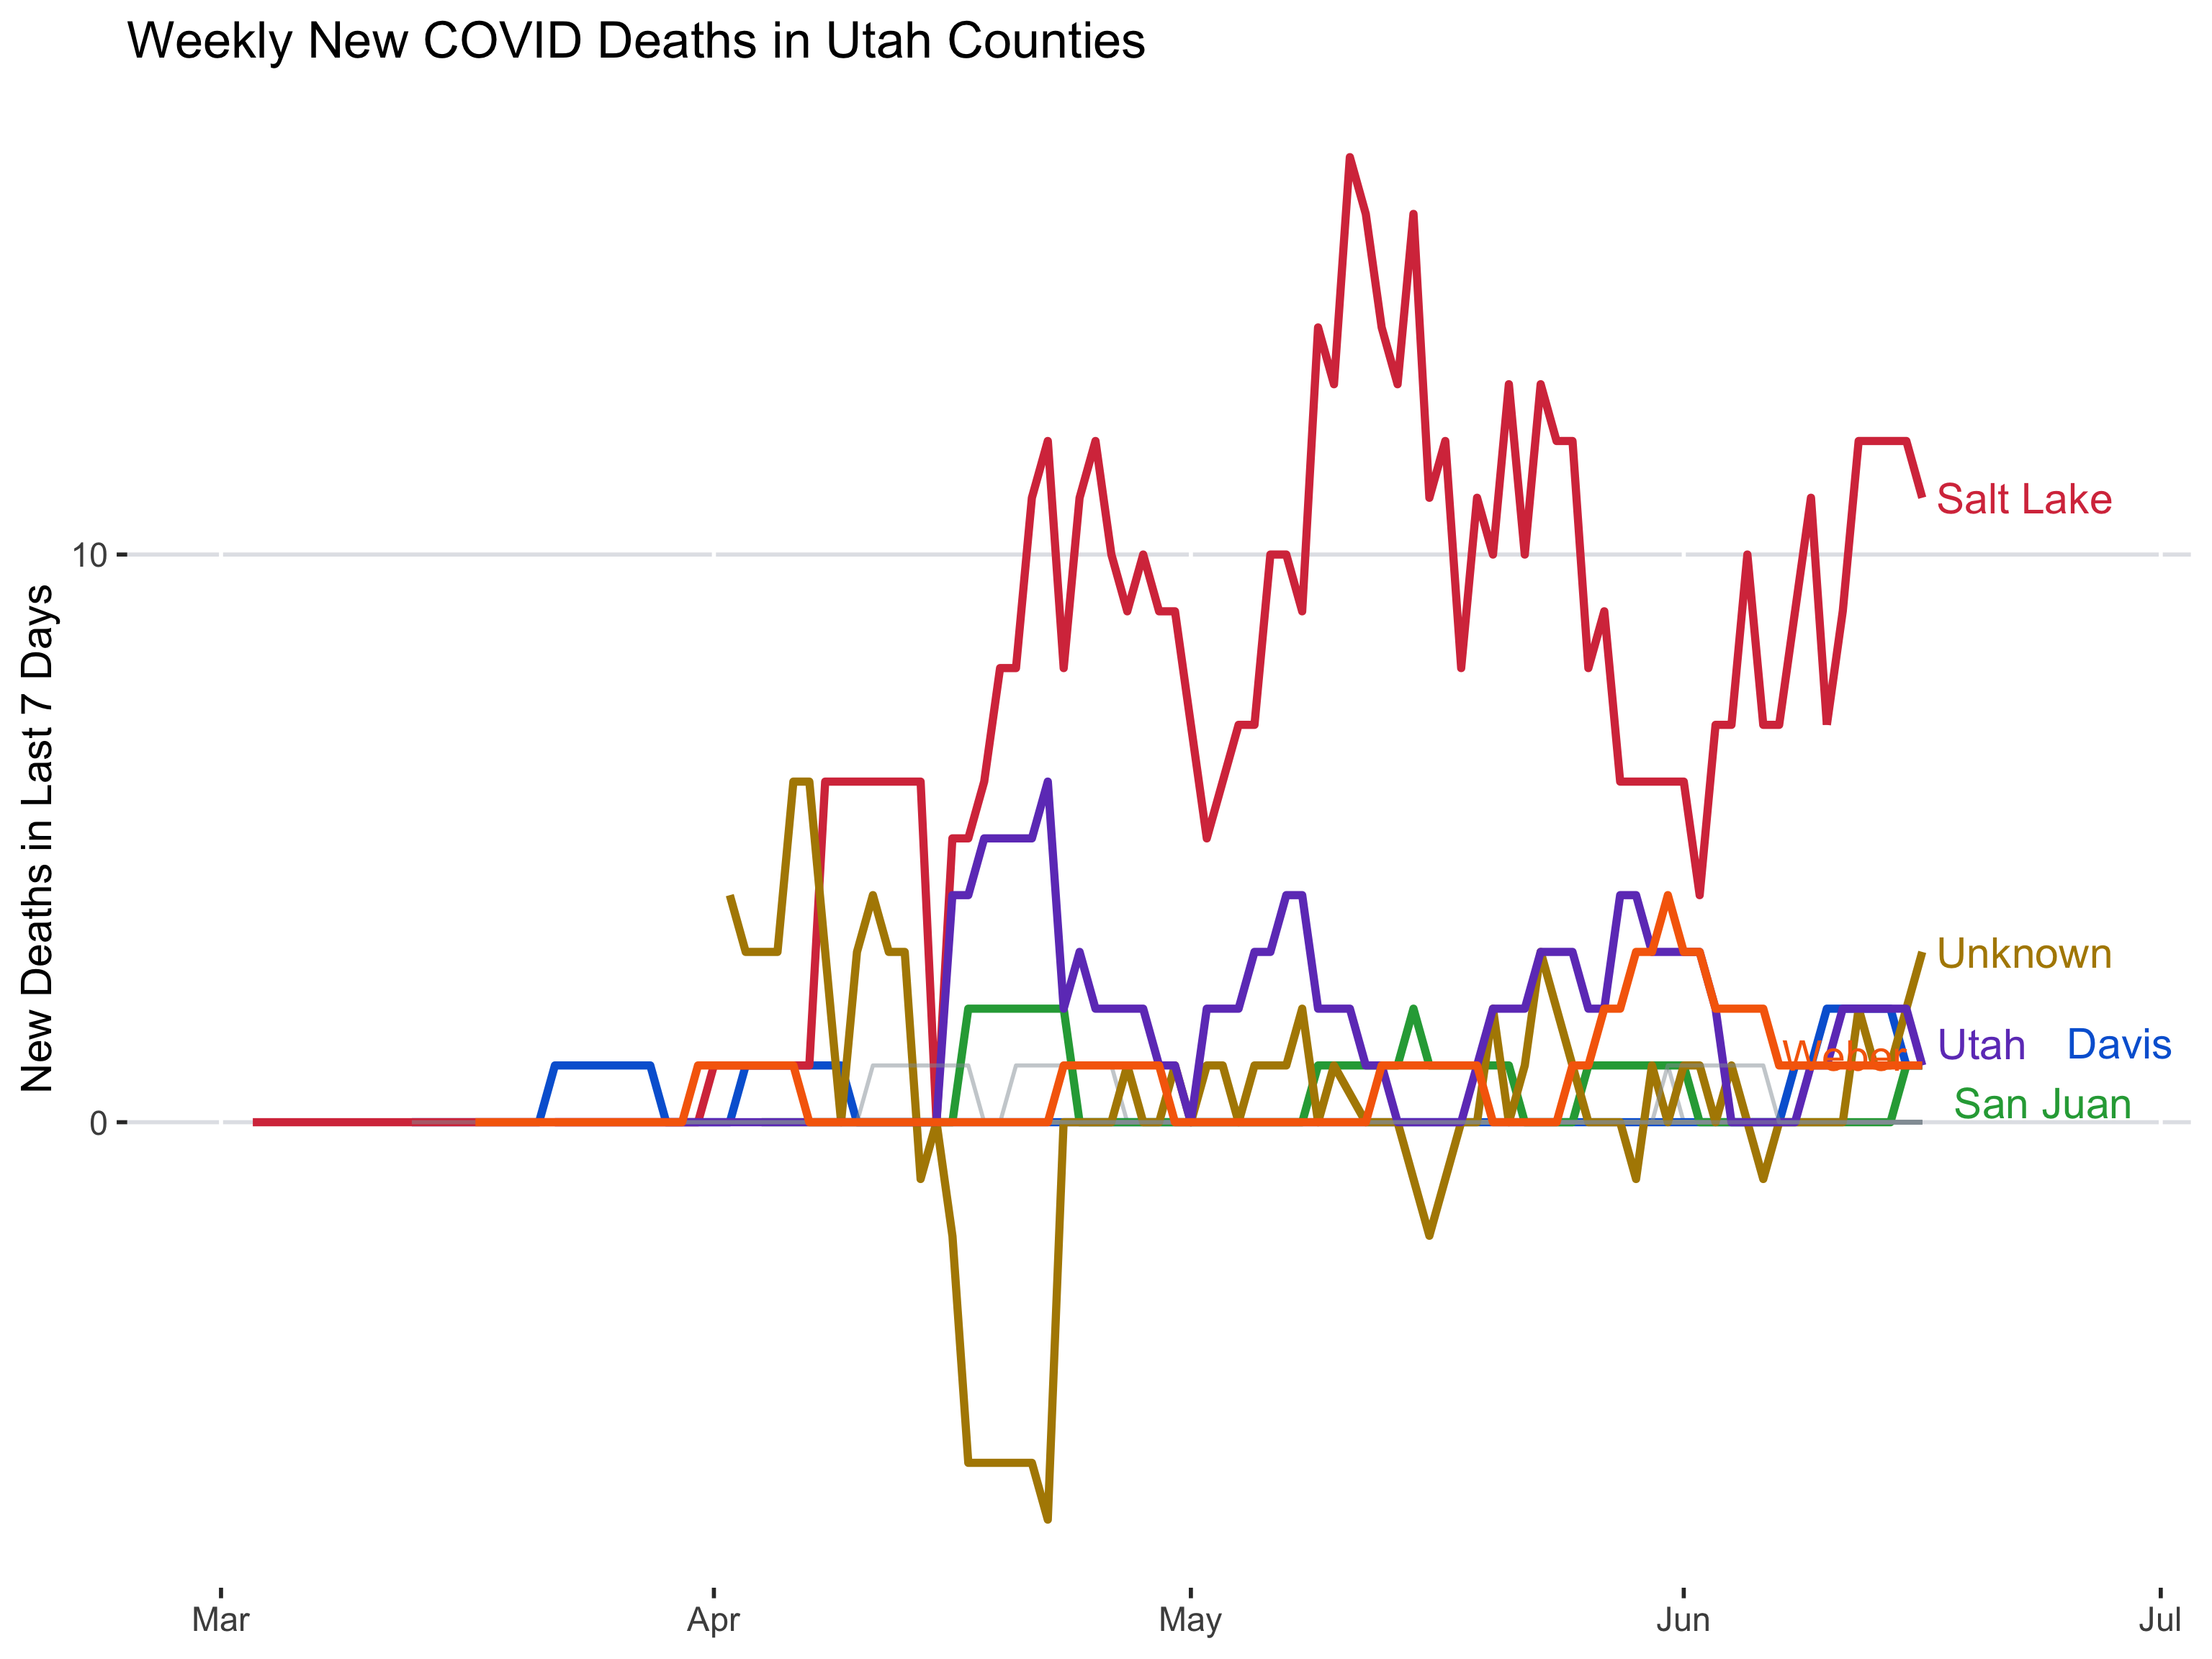 Weekly New COVID Deaths in Utah Counties
New Deaths in Last 7 Days
10
0
Salt Lake
Unknown
Utah
Davis
Weber
San Juan
Mar
Apr
May
Jun
Jul